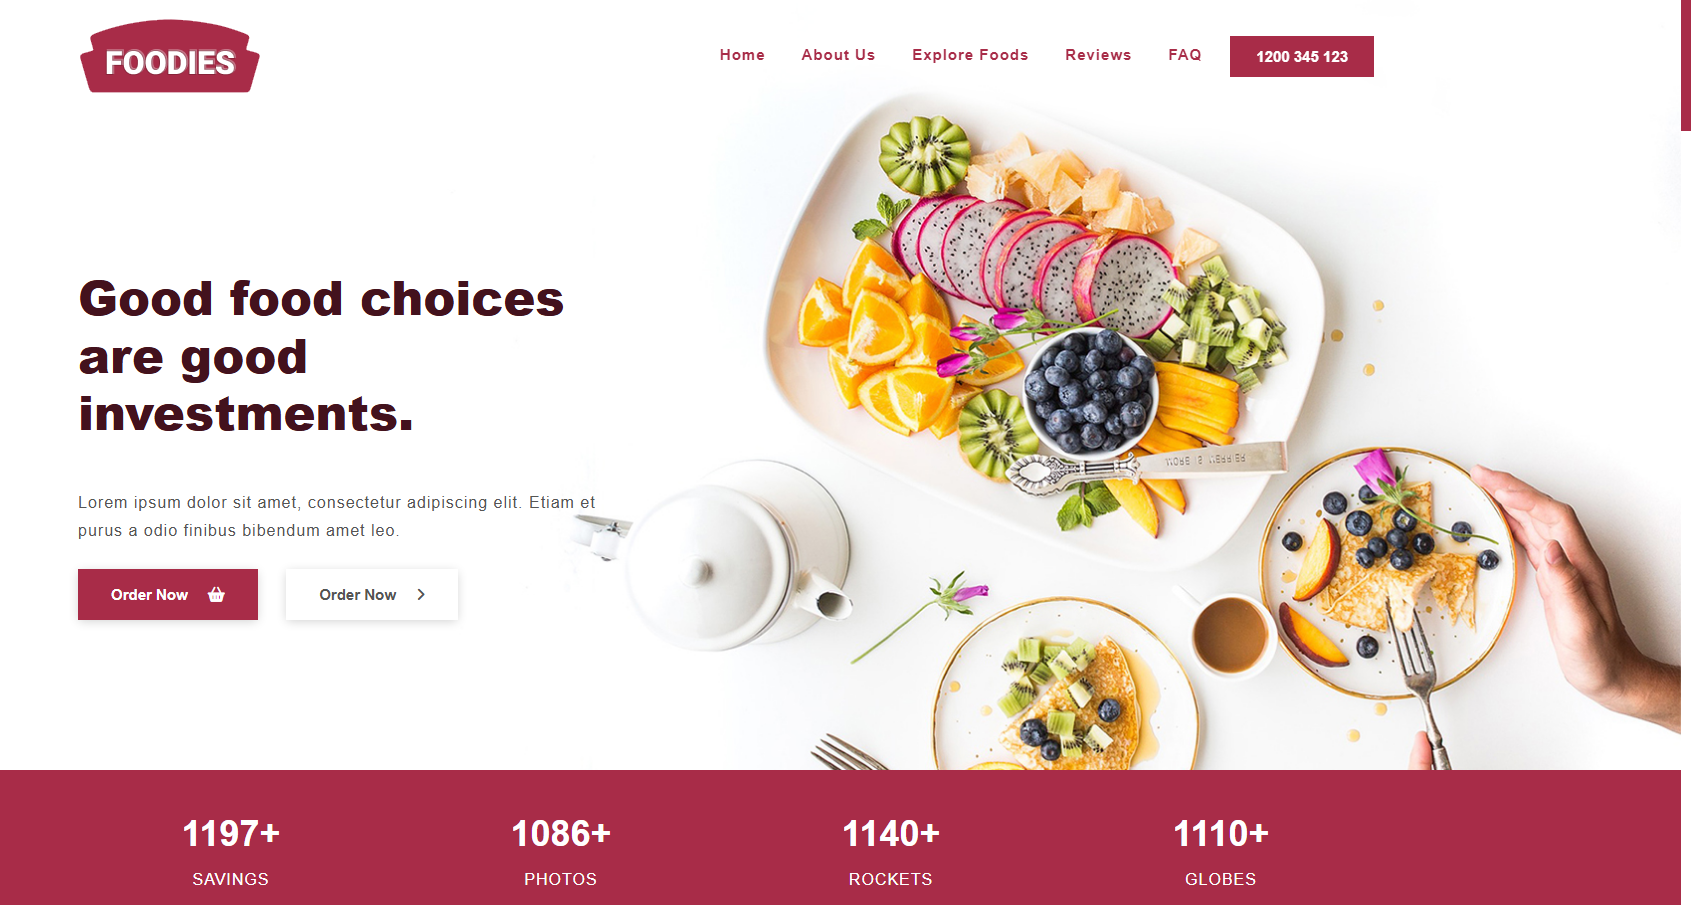 FOODIES
Home
About Us
Explore Foods
Reviews
FAQ
1200 345 123
Good food choices
are good
investments.
Lorem ipsum dolor sit amet, consectetur adipiscing elit. Etiam et
purus a odio finibus bibendum amet leo.
Order Now
Order Now
1197+
1086+
1140+
1110+
SAVINGS
PHOTOS
ROCKETS
GLOBES